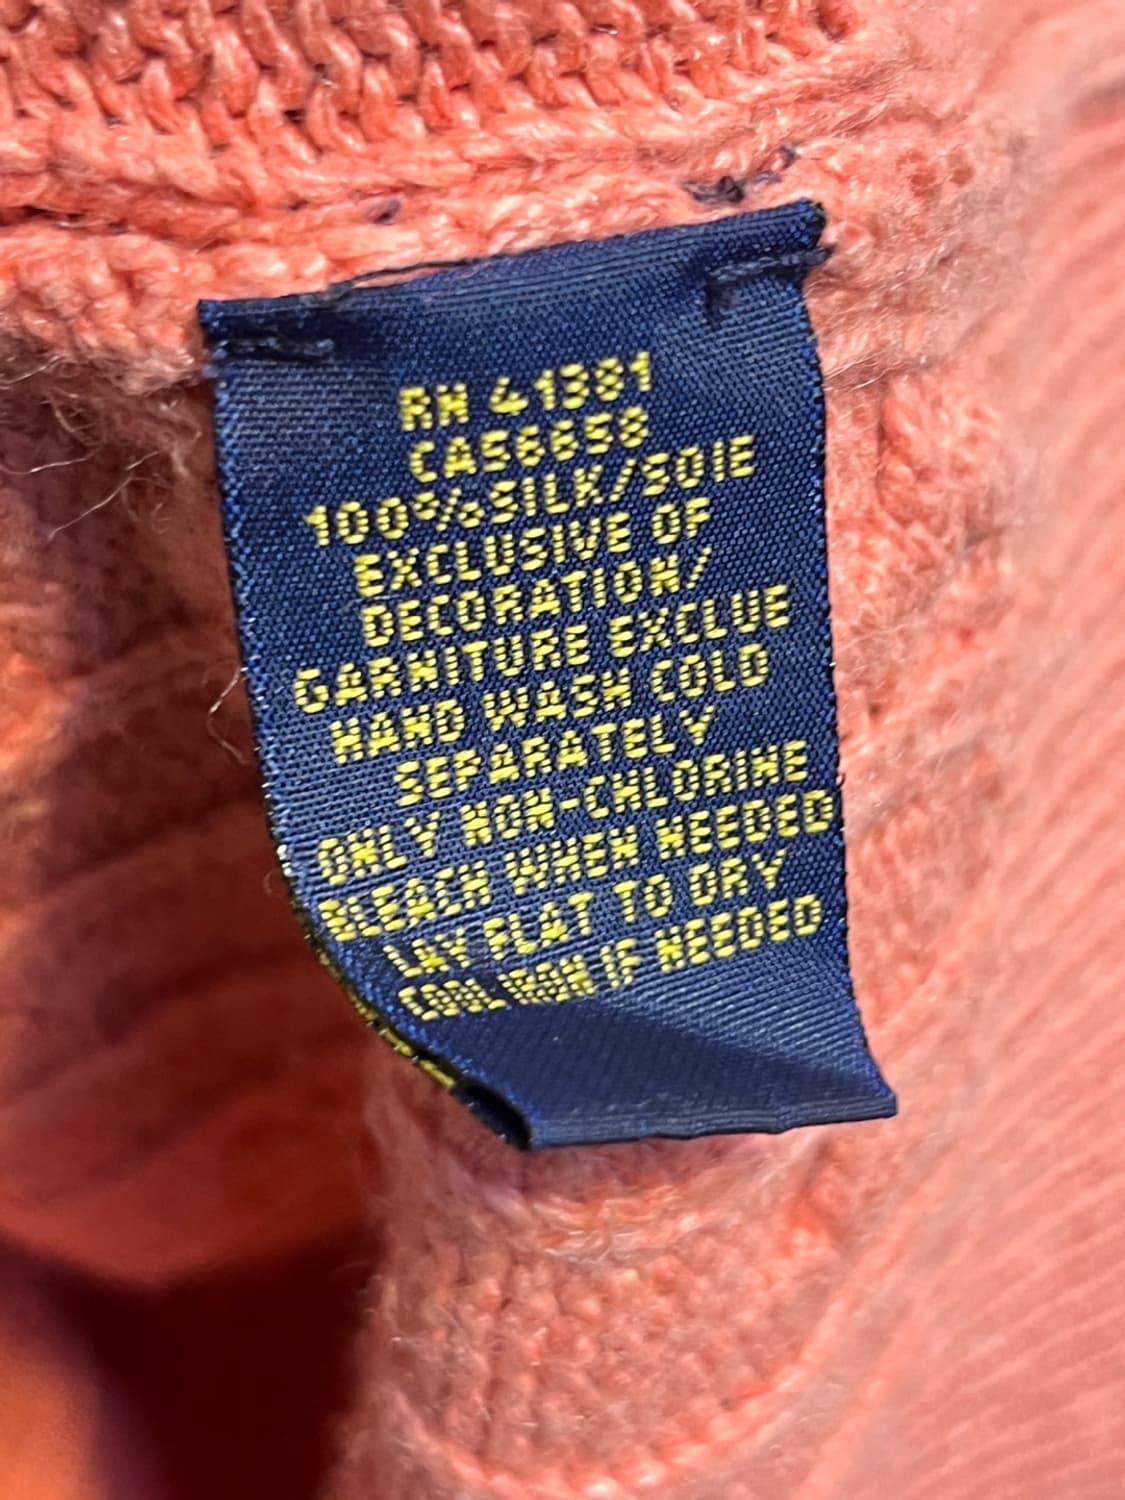 RN 41381
CA56658
100%SILK/SOIE
EXCLUSIVE OF
DECORATION/
GARNITURE EXCLUE
HAND WASH COLD
SEPARATELY
ONLY NON-CHLORINE
BLEACH WHEN NEEDED
LAY FLAT TO DRY
COOL IRON IF NEEDED